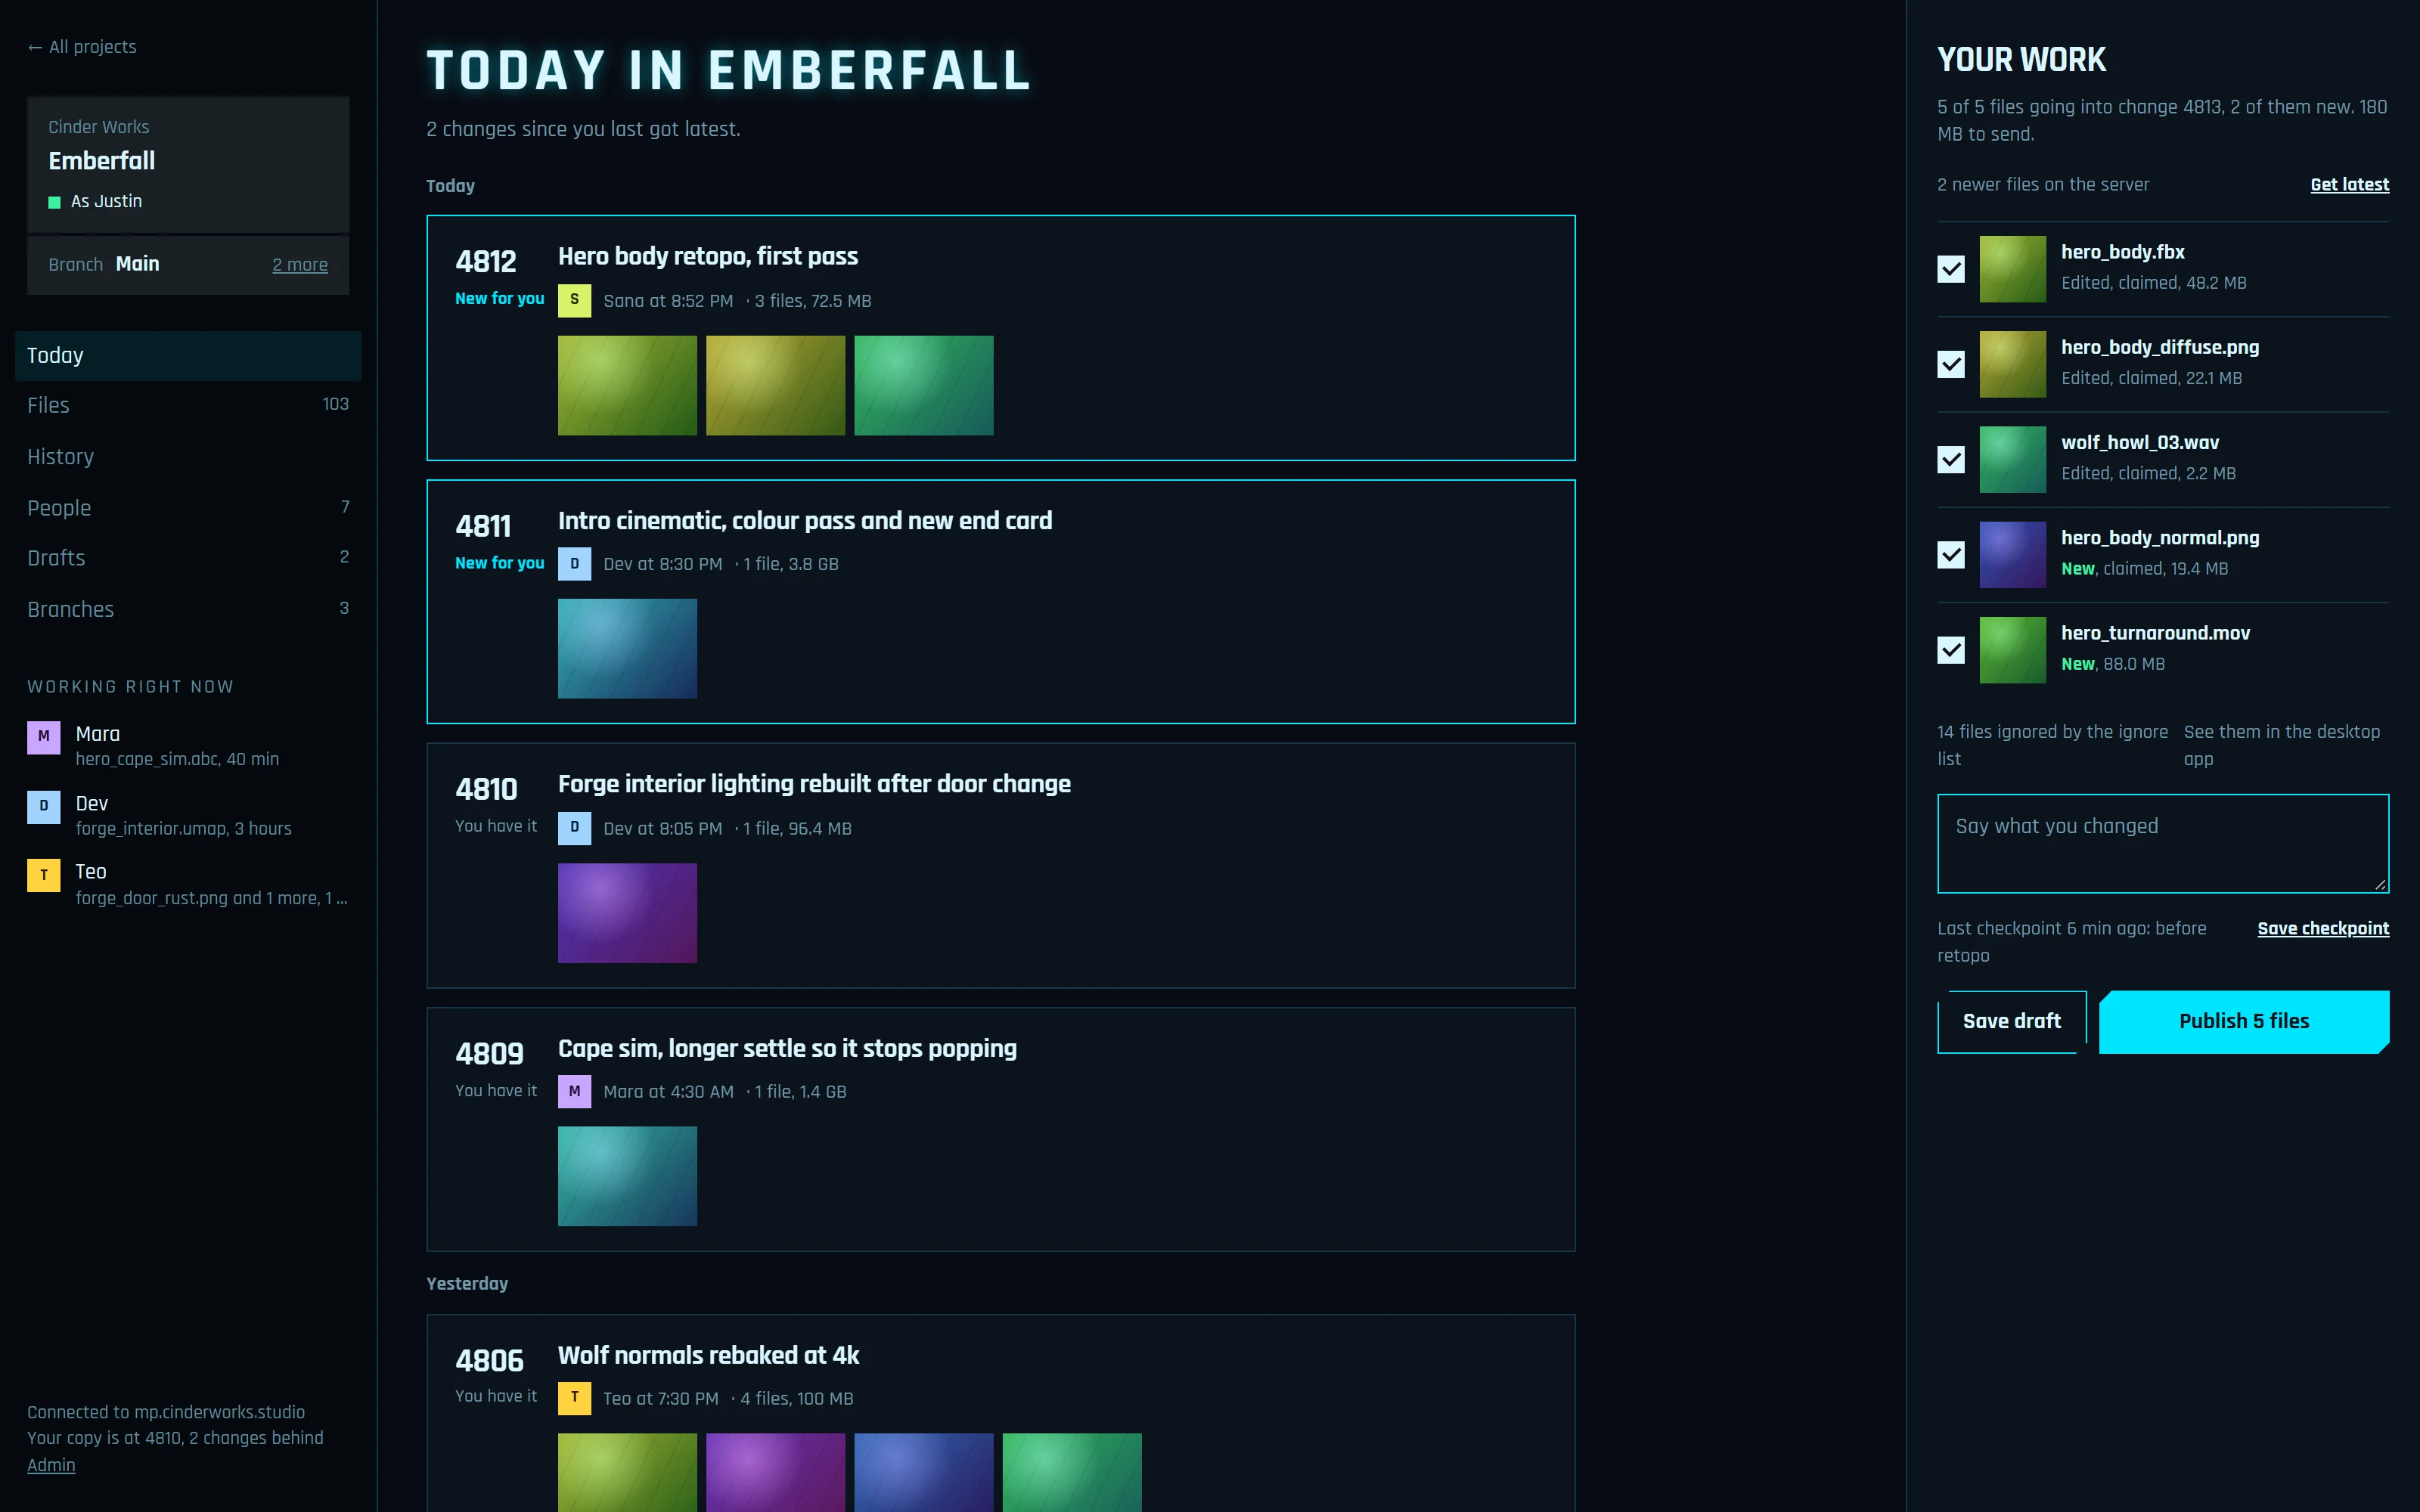 ← All projects
Cinder Works
Emberfall
As Justin
Branch Main 2 more
Today
Files 103
History
People 7
Drafts 2
Branches 3
WORKING RIGHT NOW
M Mara
hero_cape_sim.abc, 40 min
D Dev
forge_interior.umap, 3 hours
T Teo
forge_door_rust.png and 1 more, 1 ...
Connected to mp.cinderworks.studio
Your copy is at 4810, 2 changes behind
Admin
TODAY IN EMBERFALL
2 changes since you last got latest.
Today
4812 Hero body retopo, first pass
New for you S Sana at 8:52 PM · 3 files, 72.5 MB
4811 Intro cinematic, colour pass and new end card
New for you D Dev at 8:30 PM · 1 file, 3.8 GB
4810 Forge interior lighting rebuilt after door change
You have it D Dev at 8:05 PM · 1 file, 96.4 MB
4809 Cape sim, longer settle so it stops popping
You have it M Mara at 4:30 AM · 1 file, 1.4 GB
Yesterday
4806 Wolf normals rebaked at 4k
You have it T Teo at 7:30 PM · 4 files, 100 MB
YOUR WORK
5 of 5 files going into change 4813, 2 of them new. 180
MB to send.
2 newer files on the server Get latest
hero_body.fbx
Edited, claimed, 48.2 MB
hero_body_diffuse.png
Edited, claimed, 22.1 MB
wolf_howl_03.wav
Edited, claimed, 2.2 MB
hero_body_normal.png
New, claimed, 19.4 MB
hero_turnaround.mov
New, 88.0 MB
14 files ignored by the ignore
list
See them in the desktop
app
Say what you changed
Last checkpoint 6 min ago: before
retopo
Save checkpoint
Save draft
Publish 5 files